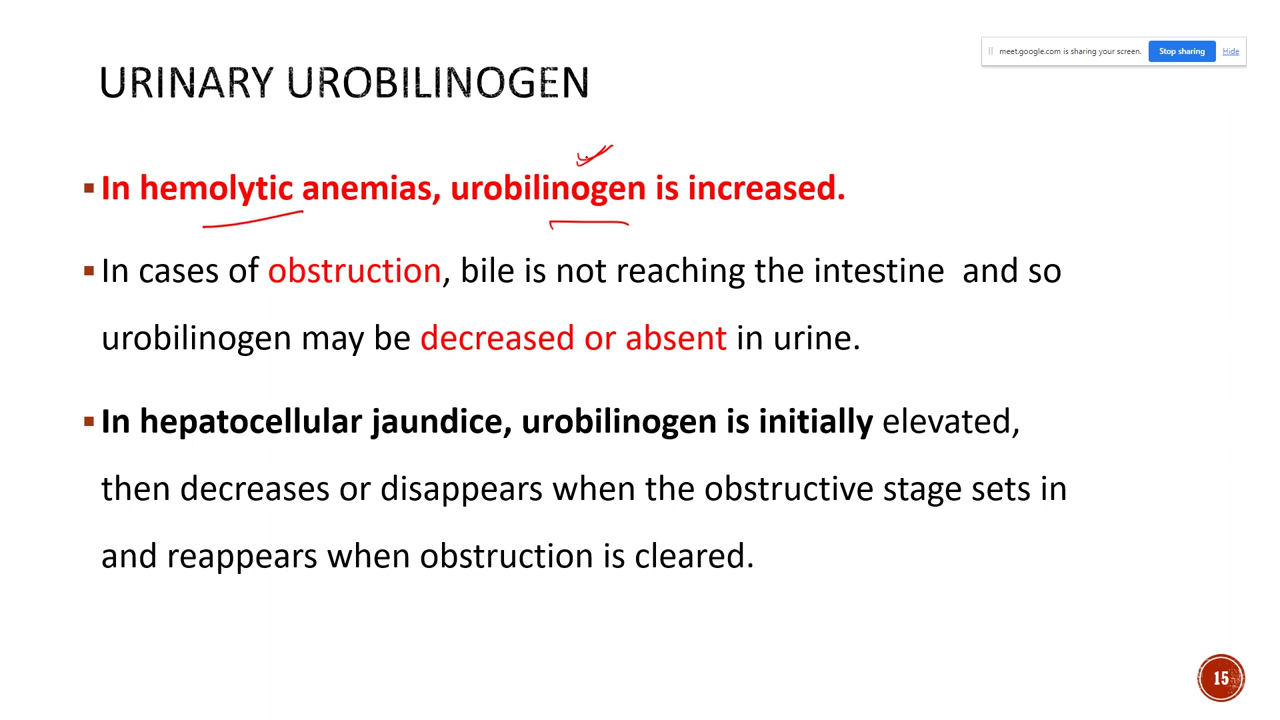 meet.google.com is sharing your screen. Stop sharing Hide
URINARY UROBILINOGEN
▪ In hemolytic anemias, urobilinogen is increased.
▪ In cases of obstruction, bile is not reaching the intestine and so
urobilinogen may be decreased or absent in urine.
▪ In hepatocellular jaundice, urobilinogen is initially elevated,
then decreases or disappears when the obstructive stage sets in
and reappears when obstruction is cleared.
15